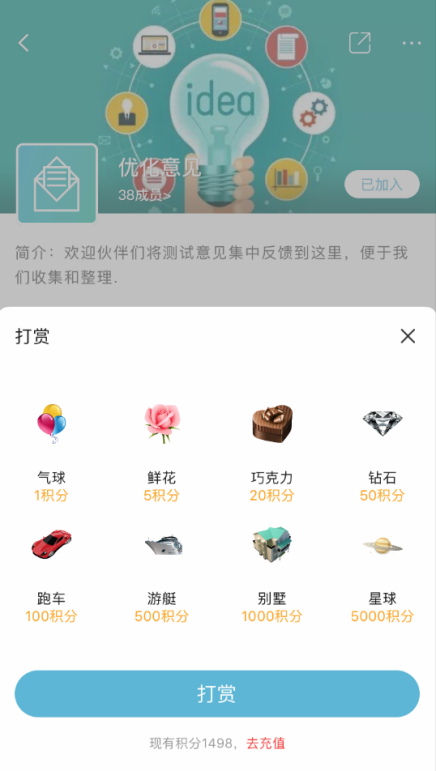 idea
优化意见
38成员>
已加入
简介：欢迎伙伴们将测试意见集中反馈到这里，便于我
们收集和整理.
打赏
气球 鲜花 巧克力 钻石
1积分 5积分 20积分 50积分
跑车 游艇 别墅 星球
100积分 500积分 1000积分 5000积分
打赏
现有积分1498，去充值